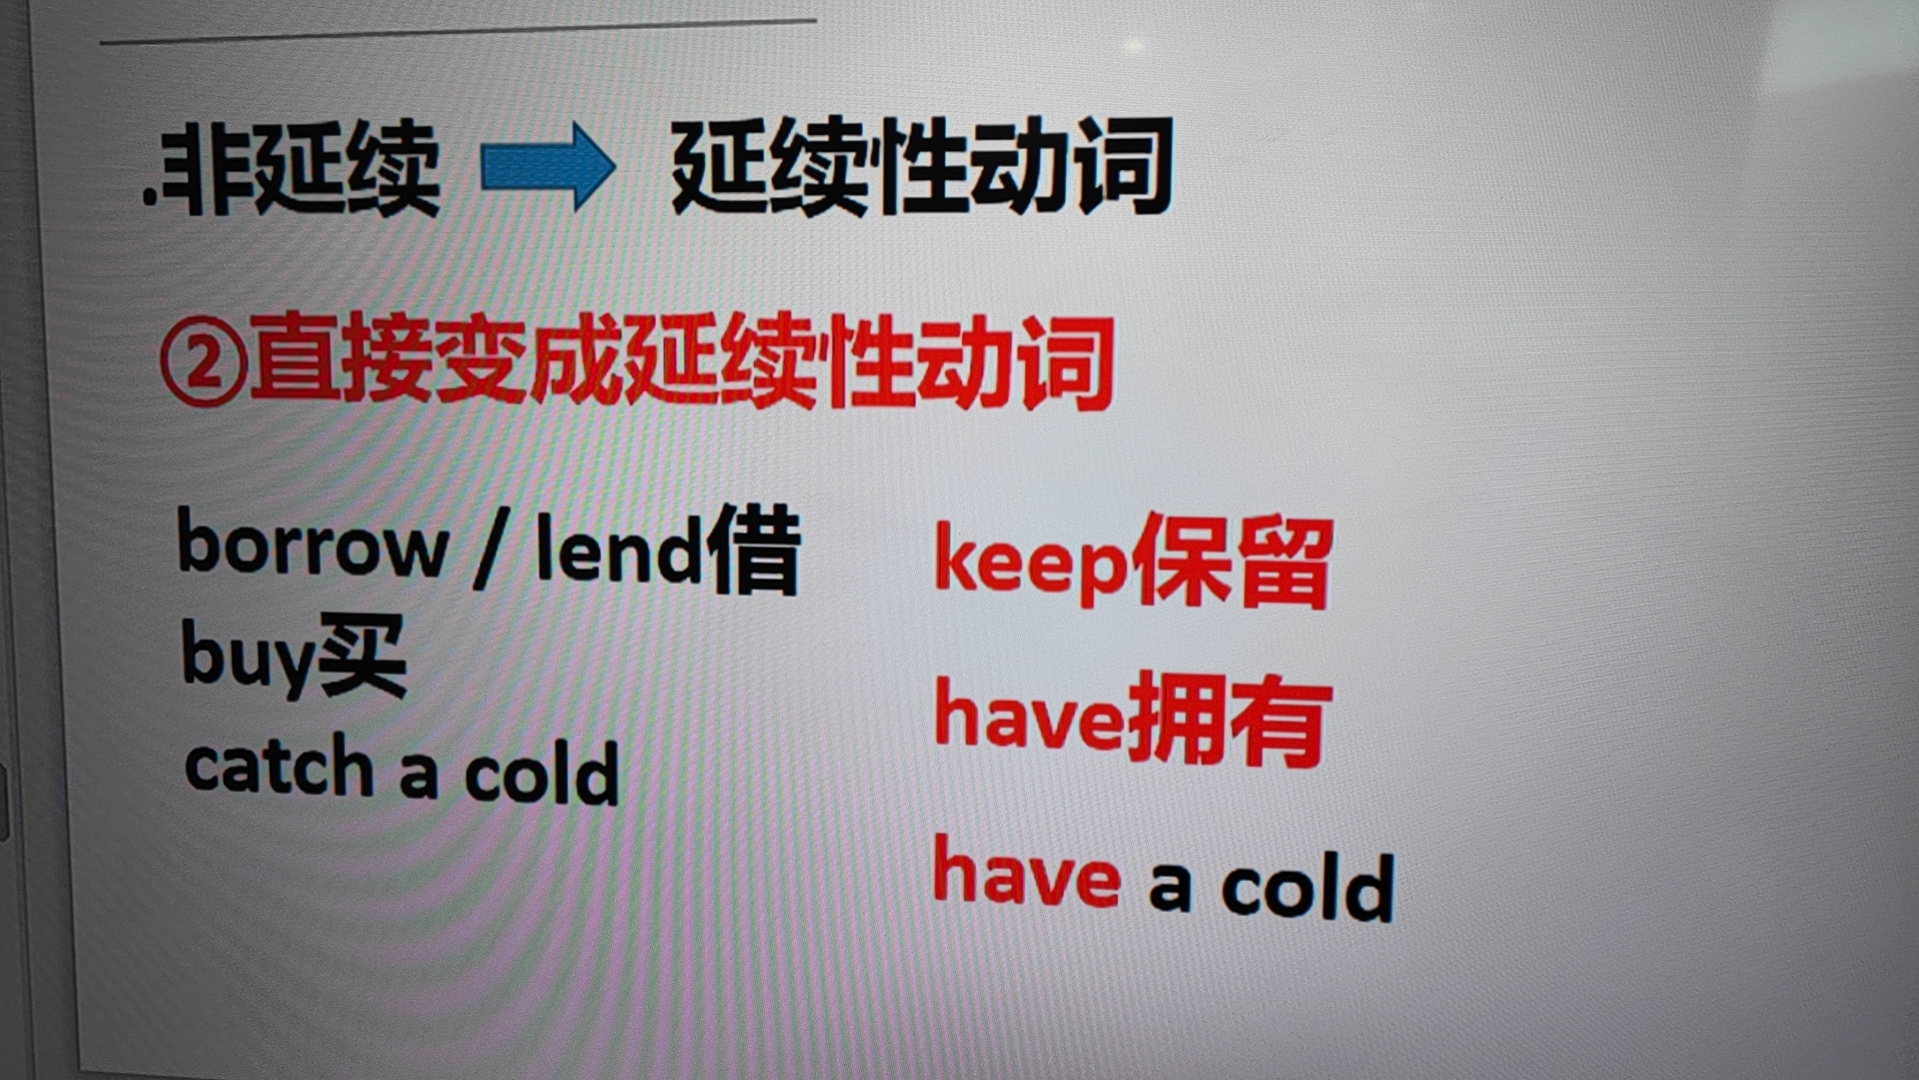 .非延续 延续性动词
②直接变成延续性动词
borrow / lend借 keep保留
buy买 have拥有
catch a cold have a cold